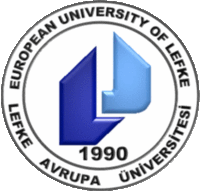 EUROPEAN UNIVERSITY OF LEFKE
1990
LEFKE AVRUPA ÜNİVERSİTESİ